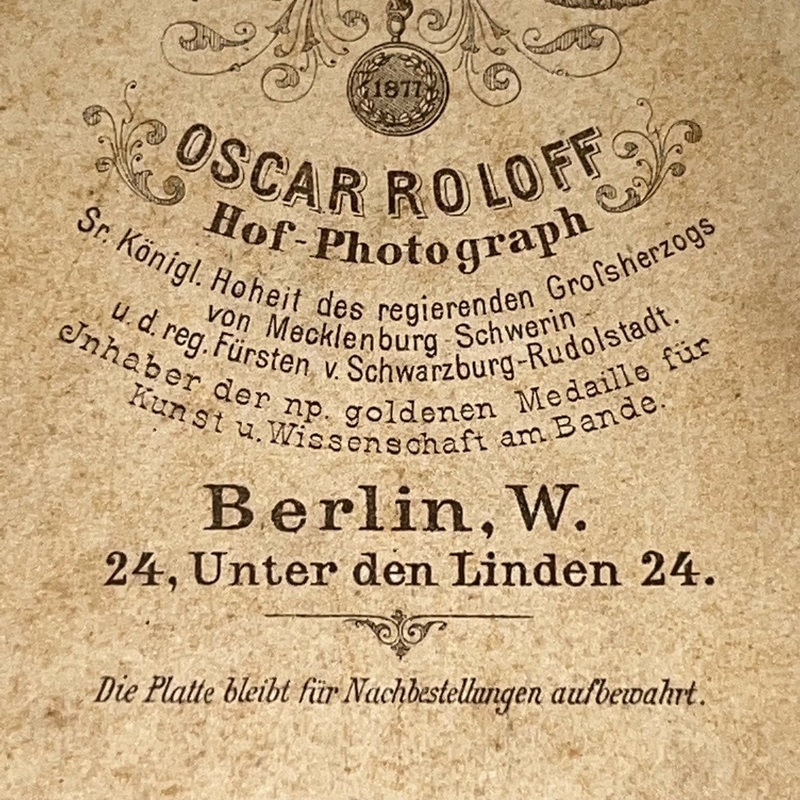 1877
OSCAR ROLOFF
Hof-Photograph
Sr. Königl. Hoheit des regierenden Groſsherzogs
von Mecklenburg-Schwerin
u. d. reg. Fürsten v. Schwarzburg-Rudolstadt.
Inhaber der np. goldenen Medaille für
Kunst u. Wissenschaft am Bande.
Berlin, W.
24, Unter den Linden 24.
Die Platte bleibt für Nachbestellungen aufbewahrt.